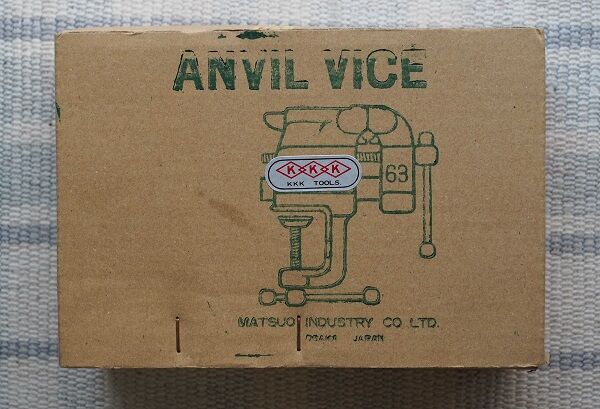 ANVIL VICE
63
K K K
KKK TOOLS.
MATSUO INDUSTRY CO. LTD.
OSAKA JAPAN